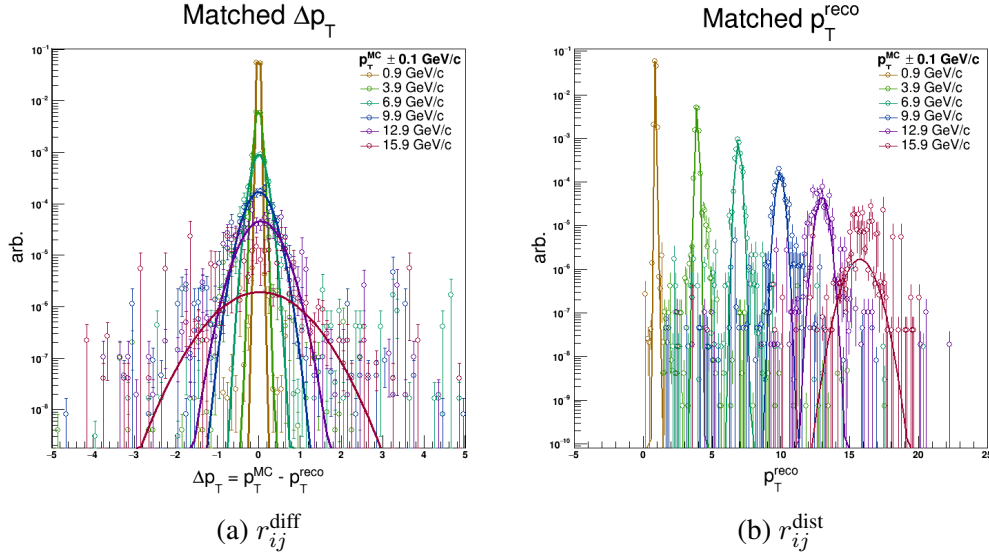 Matched Δp_T
10⁻¹
10⁻²
10⁻³
10⁻⁴
10⁻⁵
10⁻⁶
10⁻⁷
10⁻⁸
arb.
p_T^MC ± 0.1 GeV/c
0.9 GeV/c
3.9 GeV/c
6.9 GeV/c
9.9 GeV/c
12.9 GeV/c
15.9 GeV/c
−5 −4 −3 −2 −1 0 1 2 3 4 5
Δp_T = p_T^MC - p_T^reco
(a) r_ij^diff
Matched p_T^reco
10⁻¹
10⁻²
10⁻³
10⁻⁴
10⁻⁵
10⁻⁶
10⁻⁷
10⁻⁸
10⁻⁹
10⁻¹⁰
arb.
p_T^MC ± 0.1 GeV/c
0.9 GeV/c
3.9 GeV/c
6.9 GeV/c
9.9 GeV/c
12.9 GeV/c
15.9 GeV/c
−5 0 5 10 15 20 25
p_T^reco
(b) r_ij^dist